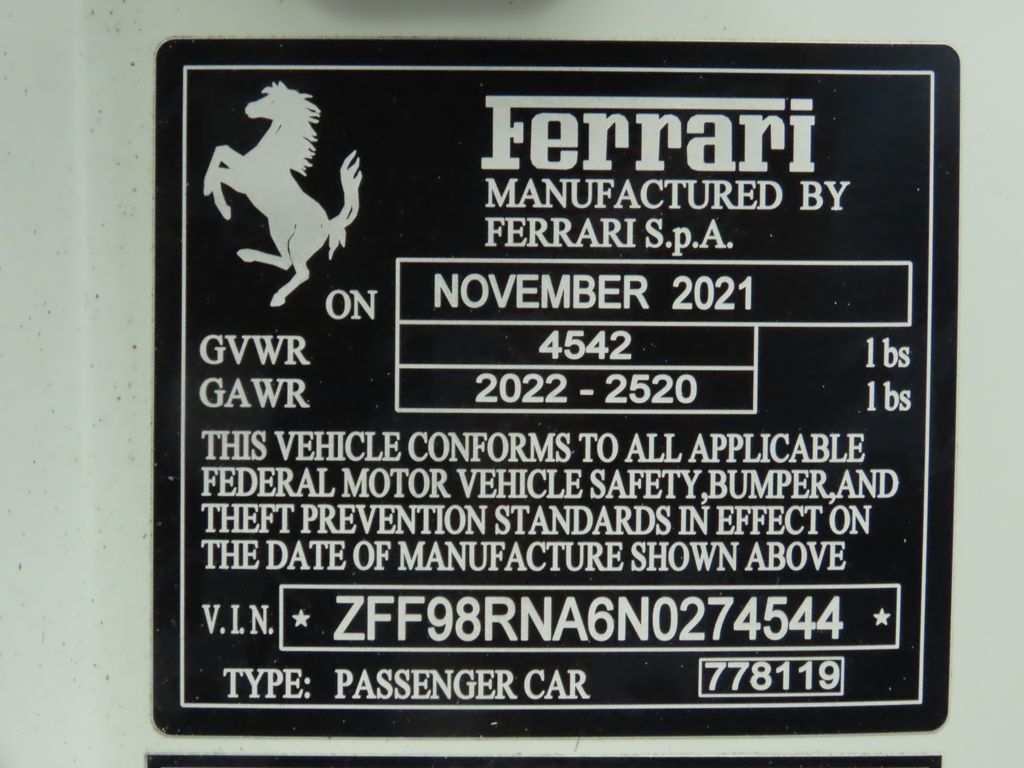 Ferrari
MANUFACTURED BY
FERRARI S.p.A.
ON NOVEMBER 2021
GVWR 4542 lbs
GAWR 2022 - 2520 lbs
THIS VEHICLE CONFORMS TO ALL APPLICABLE
FEDERAL MOTOR VEHICLE SAFETY,BUMPER,AND
THEFT PREVENTION STANDARDS IN EFFECT ON
THE DATE OF MANUFACTURE SHOWN ABOVE
V.I.N. * ZFF98RNA6N0274544 *
TYPE: PASSENGER CAR 778119